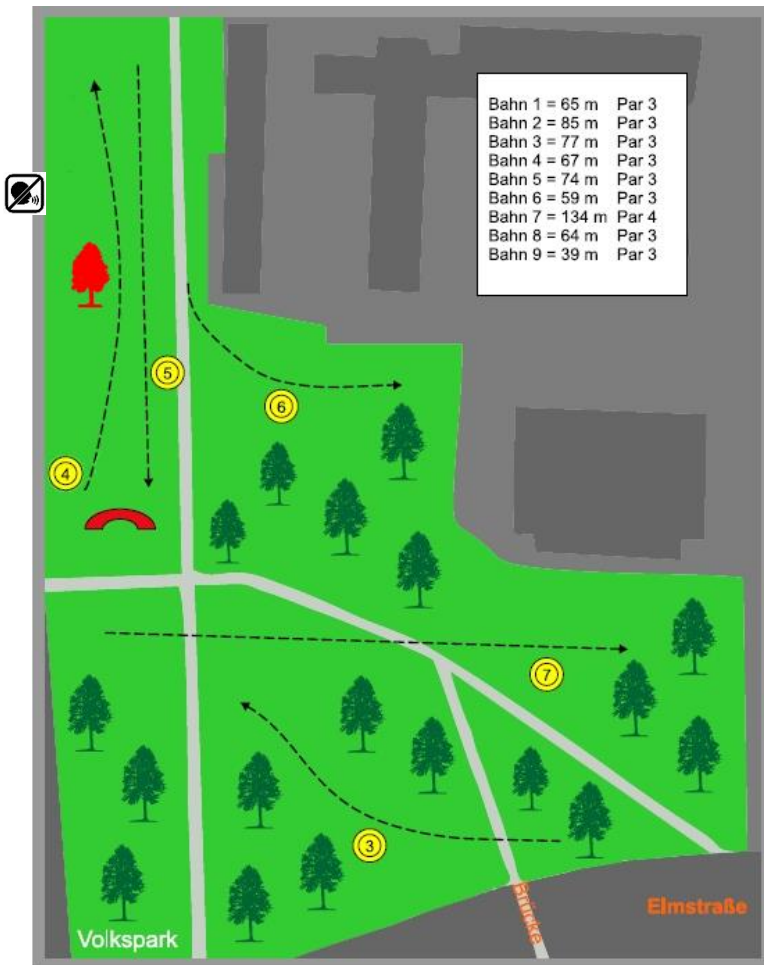 Bahn 1 = 65 m Par 3
Bahn 2 = 85 m Par 3
Bahn 3 = 77 m Par 3
Bahn 4 = 67 m Par 3
Bahn 5 = 74 m Par 3
Bahn 6 = 59 m Par 3
Bahn 7 = 134 m Par 4
Bahn 8 = 64 m Par 3
Bahn 9 = 39 m Par 3
5
6
4
7
3
Brücke
Elmstraße
Volkspark